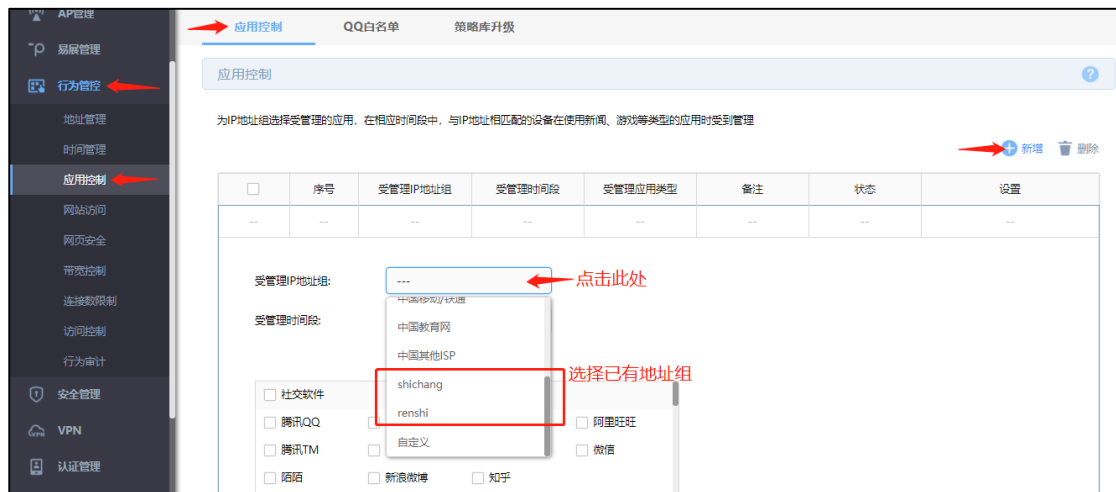 AP管理
易展管理
行为管控
地址管理
时间管理
应用控制
网站访问
网页安全
带宽控制
连接数限制
访问控制
行为审计
安全管理
VPN
认证管理
应用控制 QQ白名单 策略库升级
应用控制
为IP地址组选择受管理的应用，在相应时间段中，与IP地址相匹配的设备在使用新闻、游戏等类型的应用时受到管理
新增 删除
序号 受管理IP地址组 受管理时间段 受管理应用类型 备注 状态 设置
-- -- -- -- -- -- -- --
受管理IP地址组: --- 点击此处
中国移动/铁通
受管理时间段:
中国教育网
中国其他ISP
选择已有地址组
shichang
社交软件
renshi
腾讯QQ 阿里旺旺
自定义
腾讯TM 微信
陌陌 新浪微博 知乎